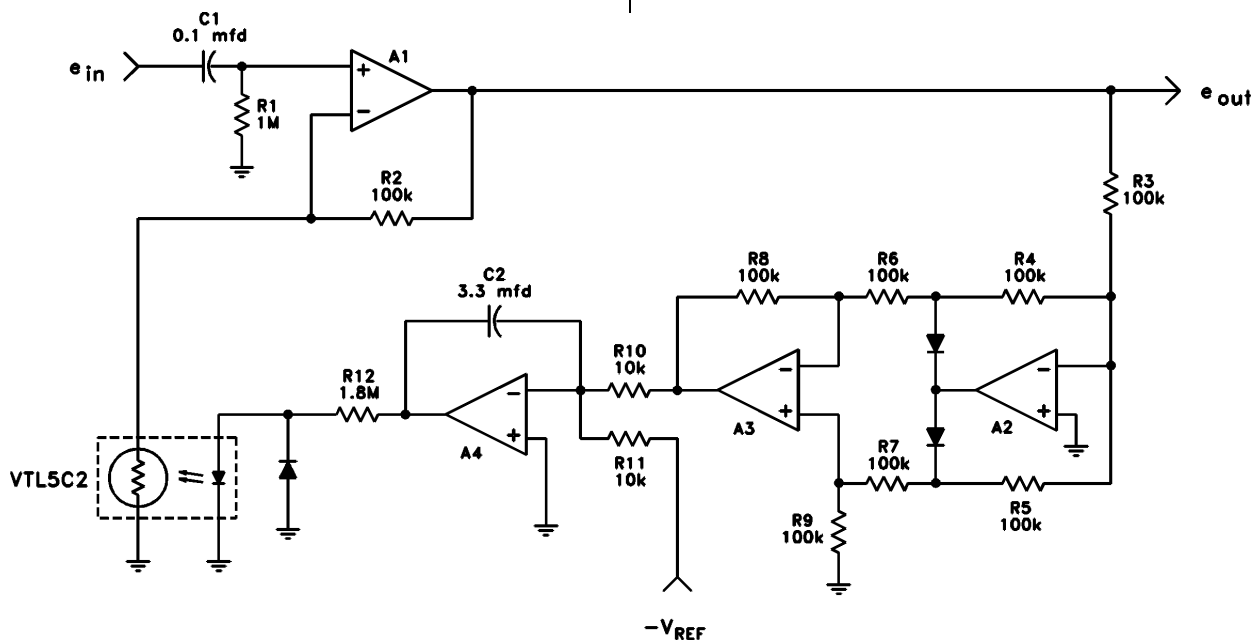 C1
0.1 mfd
e in
+
A1
R1
1M
−
e out
R2
100k
R3
100k
R8
100k
R6
100k
R4
100k
C2
3.3 mfd
R10
10k
R12
1.8M
−
−
−
+
A4
+
A3
+
A2
R11
10k
R7
100k
VTL5C2
R9
100k
R5
100k
−VREF